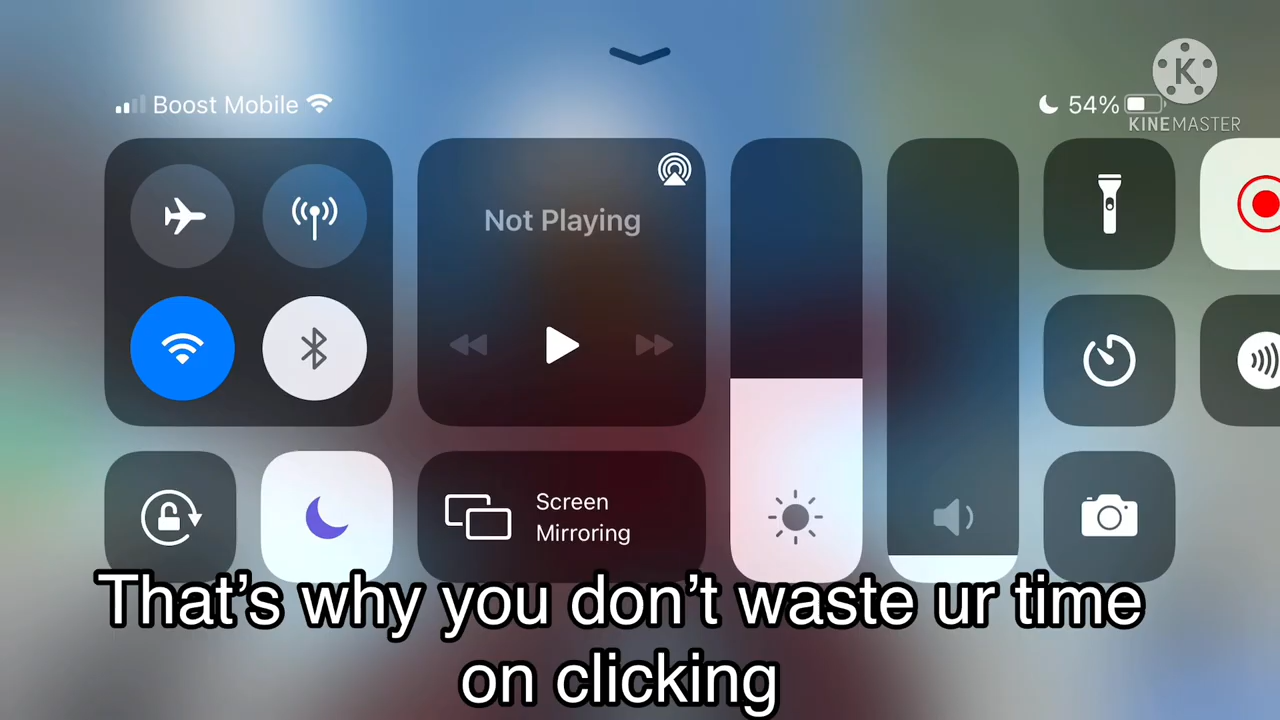 Boost Mobile
54%
KINEMASTER
Not Playing
Screen
Mirroring
That's why you don't waste ur time
on clicking